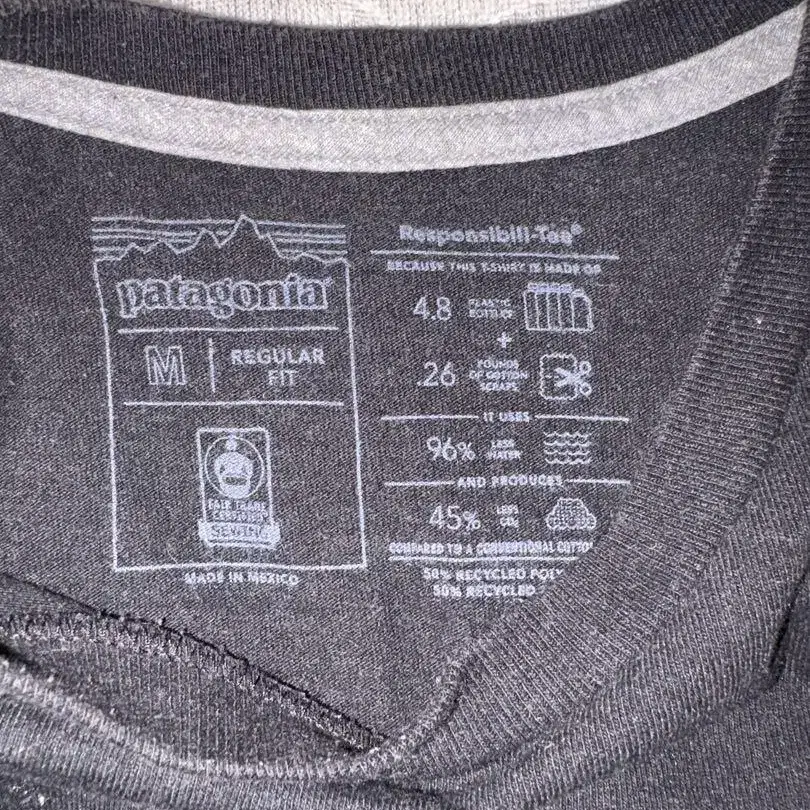 patagonia®
M
REGULAR
FIT
FAIR TRADE
CERTIFIED
SEWING
MADE IN MEXICO
Responsibili-Tee®
BECAUSE THIS T-SHIRT IS MADE OF
4.8 PLASTIC
BOTTLES
+
.26 POUNDS
OF COTTON
SCRAPS
IT USES
96% LESS
WATER
AND PRODUCES
45% LESS
CO₂
COMPARED TO A CONVENTIONAL COTTO
50% RECYCLED POLY
50% RECYCLED